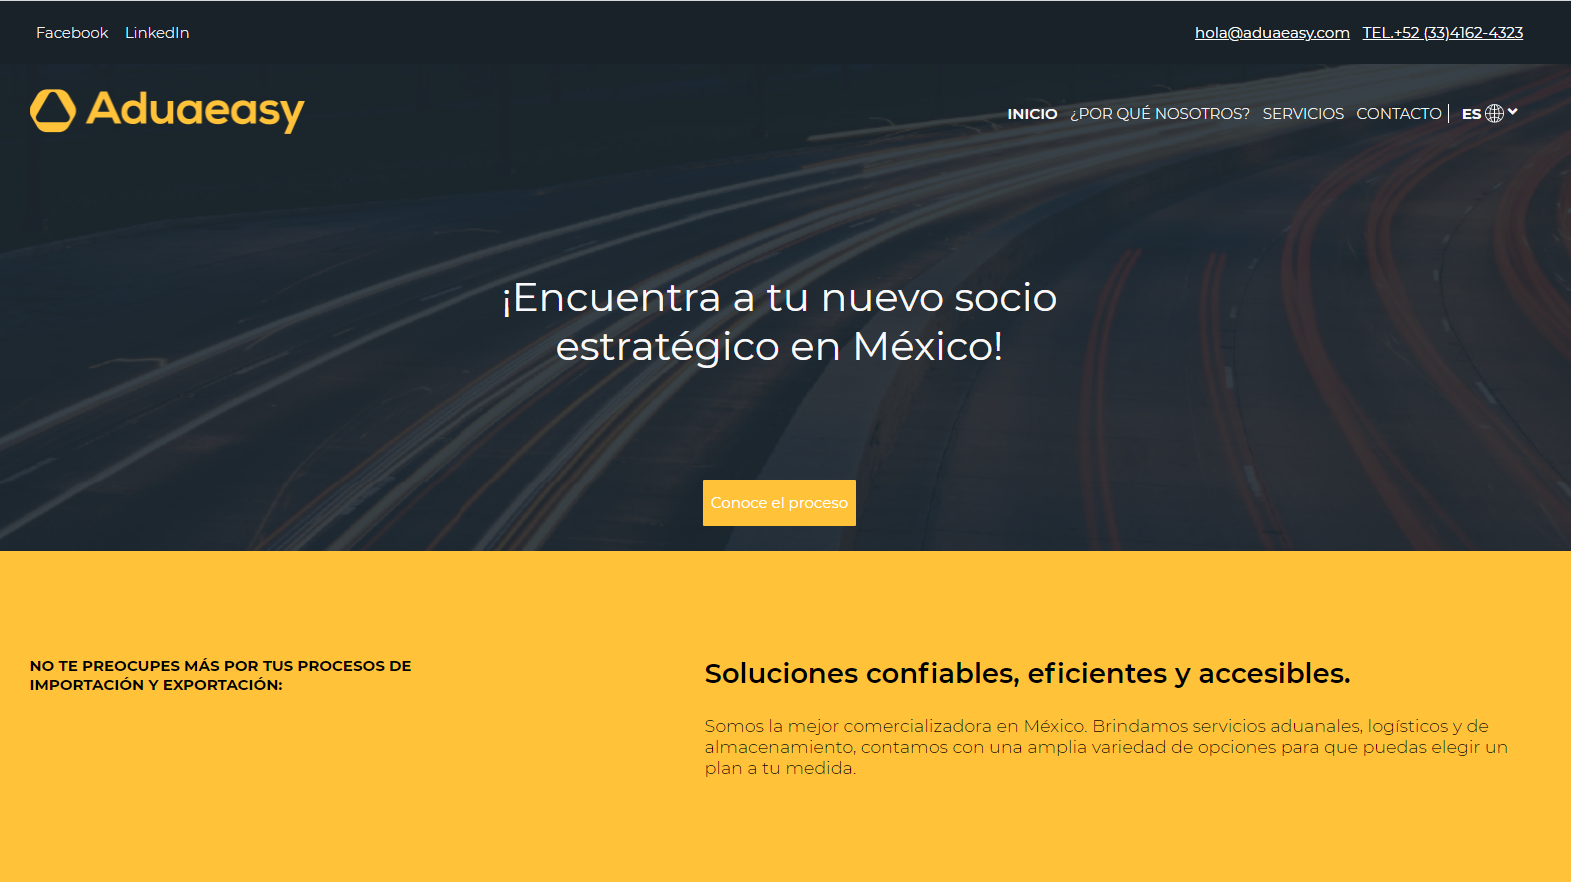 Facebook LinkedIn
hola@aduaeasy.com TEL.+52 (33)4162-4323
Aduaeasy
INICIO ¿POR QUÉ NOSOTROS? SERVICIOS CONTACTO ES
¡Encuentra a tu nuevo socio
estratégico en México!
Conoce el proceso
NO TE PREOCUPES MÁS POR TUS PROCESOS DE
IMPORTACIÓN Y EXPORTACIÓN:
Soluciones confiables, eficientes y accesibles.
Somos la mejor comercializadora en México. Brindamos servicios aduanales, logísticos y de
almacenamiento, contamos con una amplia variedad de opciones para que puedas elegir un
plan a tu medida.